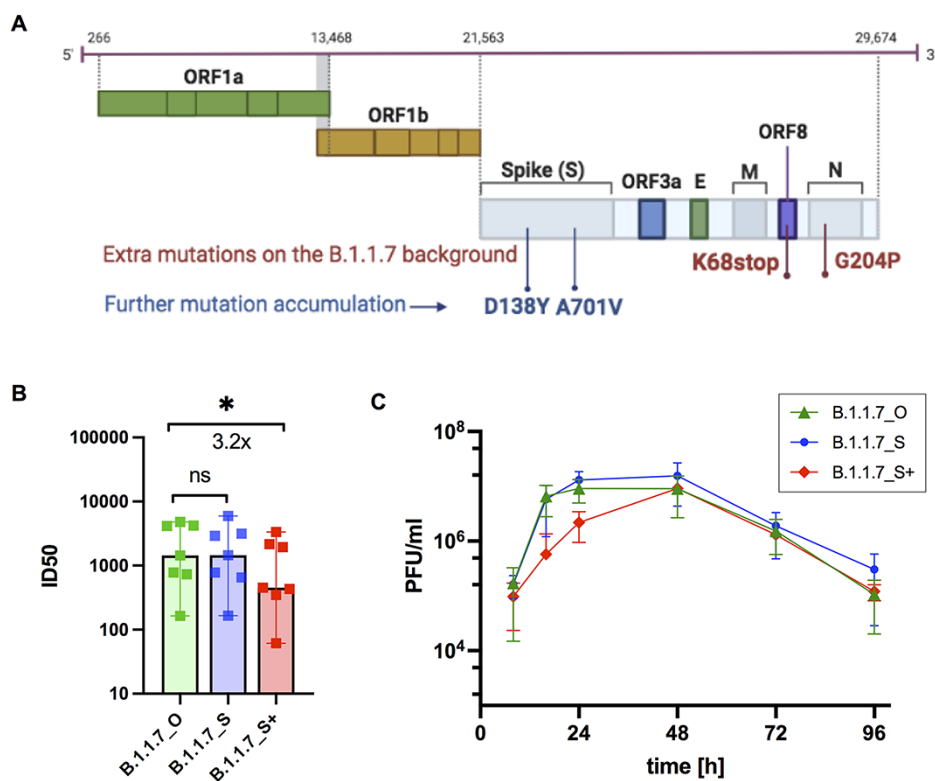 A
266 13,468 21,563 29,674
5' 3
ORF1a
ORF1b
ORF8
Spike (S) ORF3a E M N
Extra mutations on the B.1.1.7 background K68stop G204P
Further mutation accumulation D138Y A701V
B
*
3.2x
ns
100000
10000
1000
100
10
ID50
B.1.1.7_O B.1.1.7_S B.1.1.7_S+
C
B.1.1.7_O
B.1.1.7_S
B.1.1.7_S+
10^8
10^6
10^4
PFU/ml
0 24 48 72 96
time [h]